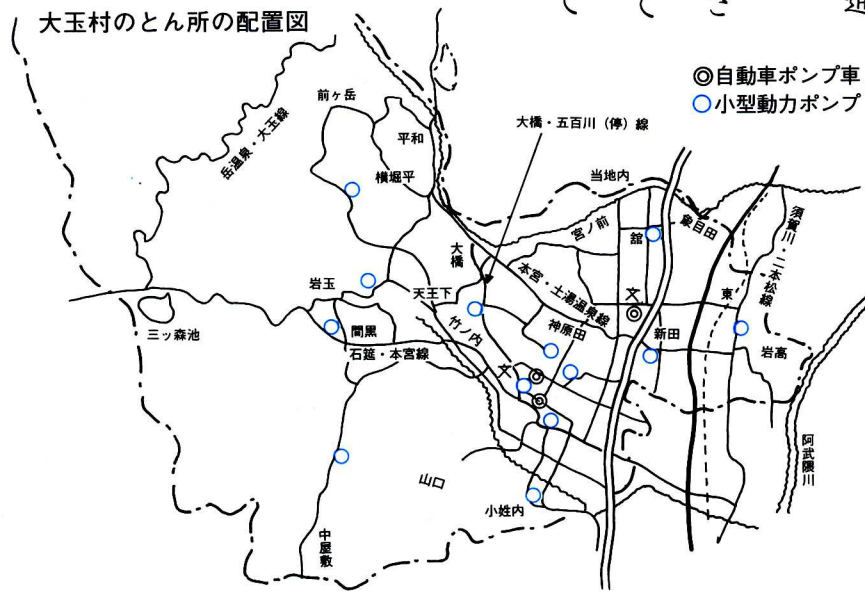 大玉村のとん所の配置図
◎自動車ポンプ車
○小型動力ポンプ
前ヶ岳
平和
大橋・五百川（停）線
岳温泉・大玉線
横堀平
当地内
宮ノ前
舘
象目田
須賀川・二本松線
大橋
本宮・土湯温泉線
岩玉
天王下
文
東
三ッ森池
間黒
竹ノ内
神原田
新田
岩高
石筵・本宮線
文
阿武隈川
山口
小姓内
中屋敷